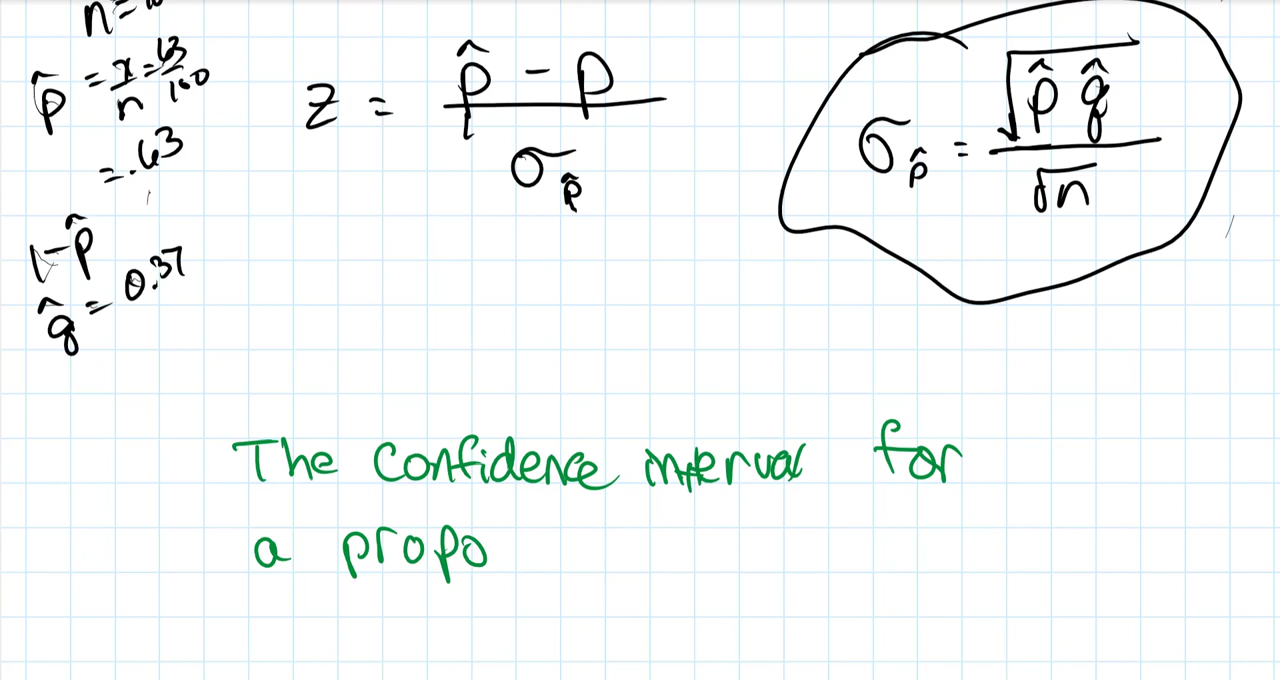 n=
p̂ = x/n = 63/100
= .63
1-p̂
q̂ = 0.37
z = (p̂ - p)/σp̂
σp̂ = √(p̂ q̂)/√n
The confidence interval for
a propo